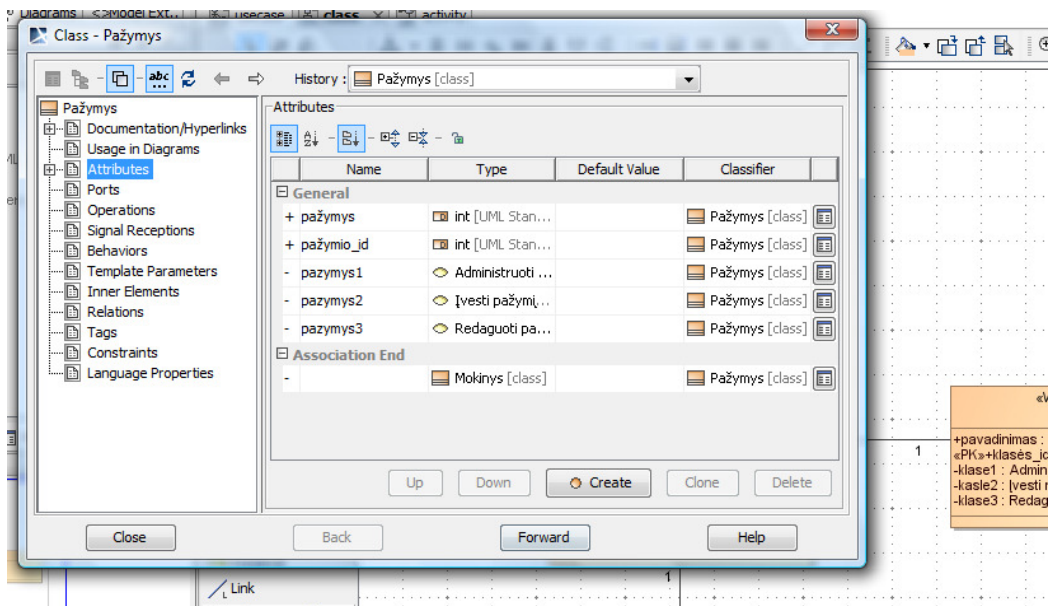 Diagrams
Model Ext..
usecase
class
activity
Class - Pažymys
History : Pažymys [class]
Pažymys
Documentation/Hyperlinks
Usage in Diagrams
Attributes
Ports
Operations
Signal Receptions
Behaviors
Template Parameters
Inner Elements
Relations
Tags
Constraints
Language Properties
Attributes
Name Type Default Value Classifier
General
+ pažymys int [UML Stan... Pažymys [class]
+ pažymio_id int [UML Stan... Pažymys [class]
- pazymys1 Administruoti ... Pažymys [class]
- pazymys2 Įvesti pažymį... Pažymys [class]
- pazymys3 Redaguoti pa... Pažymys [class]
Association End
- Mokinys [class] Pažymys [class]
Up Down Create Clone Delete
Close Back Forward Help
Link
1
1
+pavadinimas :
«PK»+klasės_id
-klase1 : Admin
-kasle2 : Įvesti
-klase3 : Redag